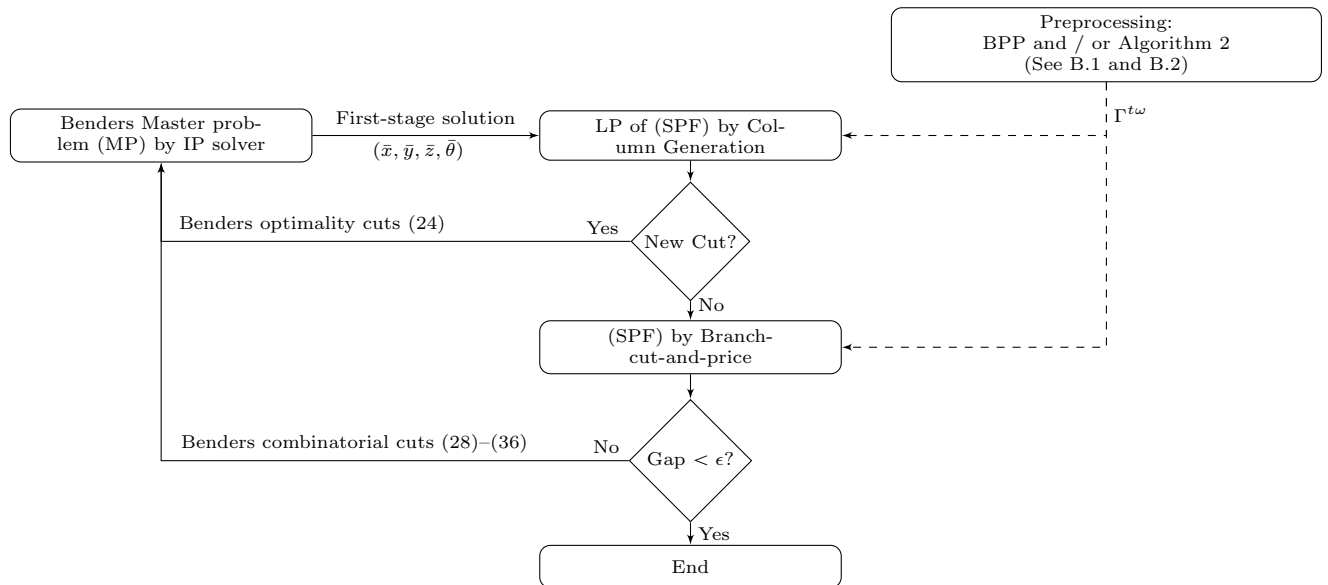 Preprocessing:
BPP and / or Algorithm 2
(See B.1 and B.2)
Γ^{tω}
Benders Master prob-
lem (MP) by IP solver
First-stage solution
(x̄, ȳ, z̄, θ̄)
LP of (SPF) by Col-
umn Generation
Benders optimality cuts (24)
Yes
New Cut?
No
(SPF) by Branch-
cut-and-price
Benders combinatorial cuts (28)–(36)
No
Gap < ϵ?
Yes
End